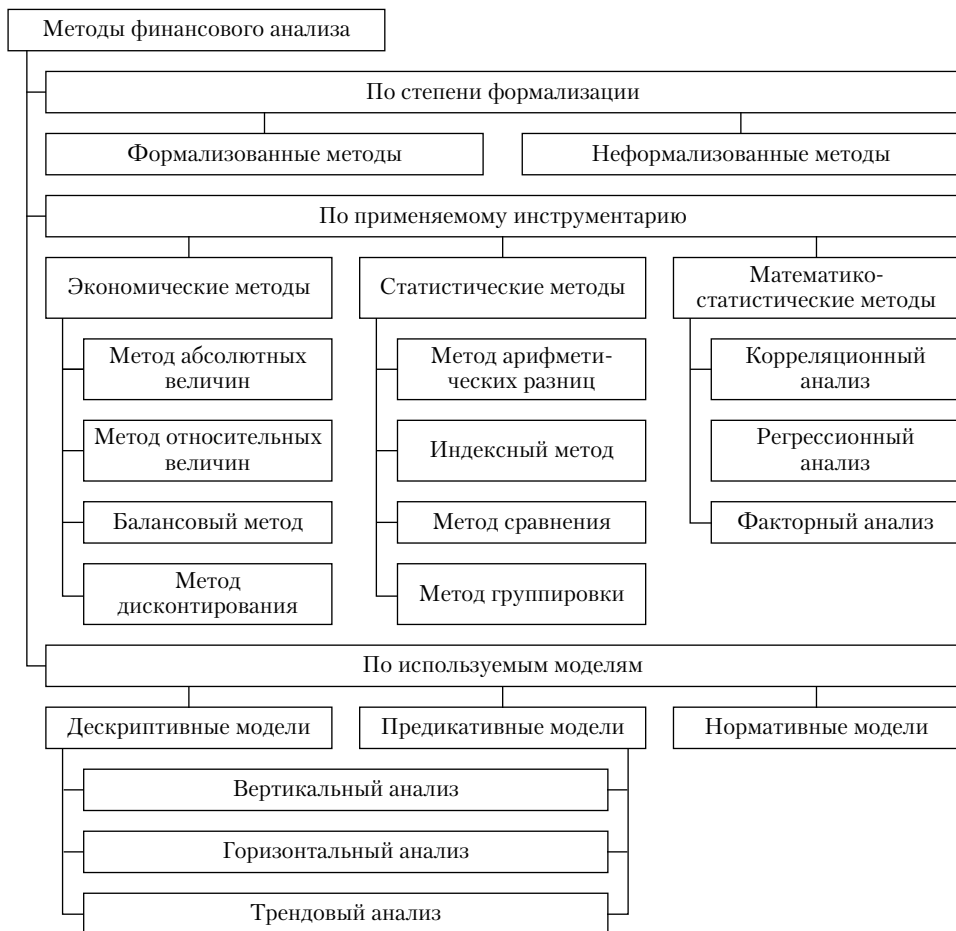 Методы финансового анализа
По степени формализации
Формализованные методы
Неформализованные методы
По применяемому инструментарию
Экономические методы
Статистические методы
Математико-
статистические методы
Метод абсолютных
величин
Метод арифмети-
ческих разниц
Корреляционный
анализ
Метод относительных
величин
Индексный метод
Регрессионный
анализ
Балансовый метод
Метод сравнения
Факторный анализ
Метод
дисконтирования
Метод группировки
По используемым моделям
Дескриптивные модели
Предикативные модели
Нормативные модели
Вертикальный анализ
Горизонтальный анализ
Трендовый анализ